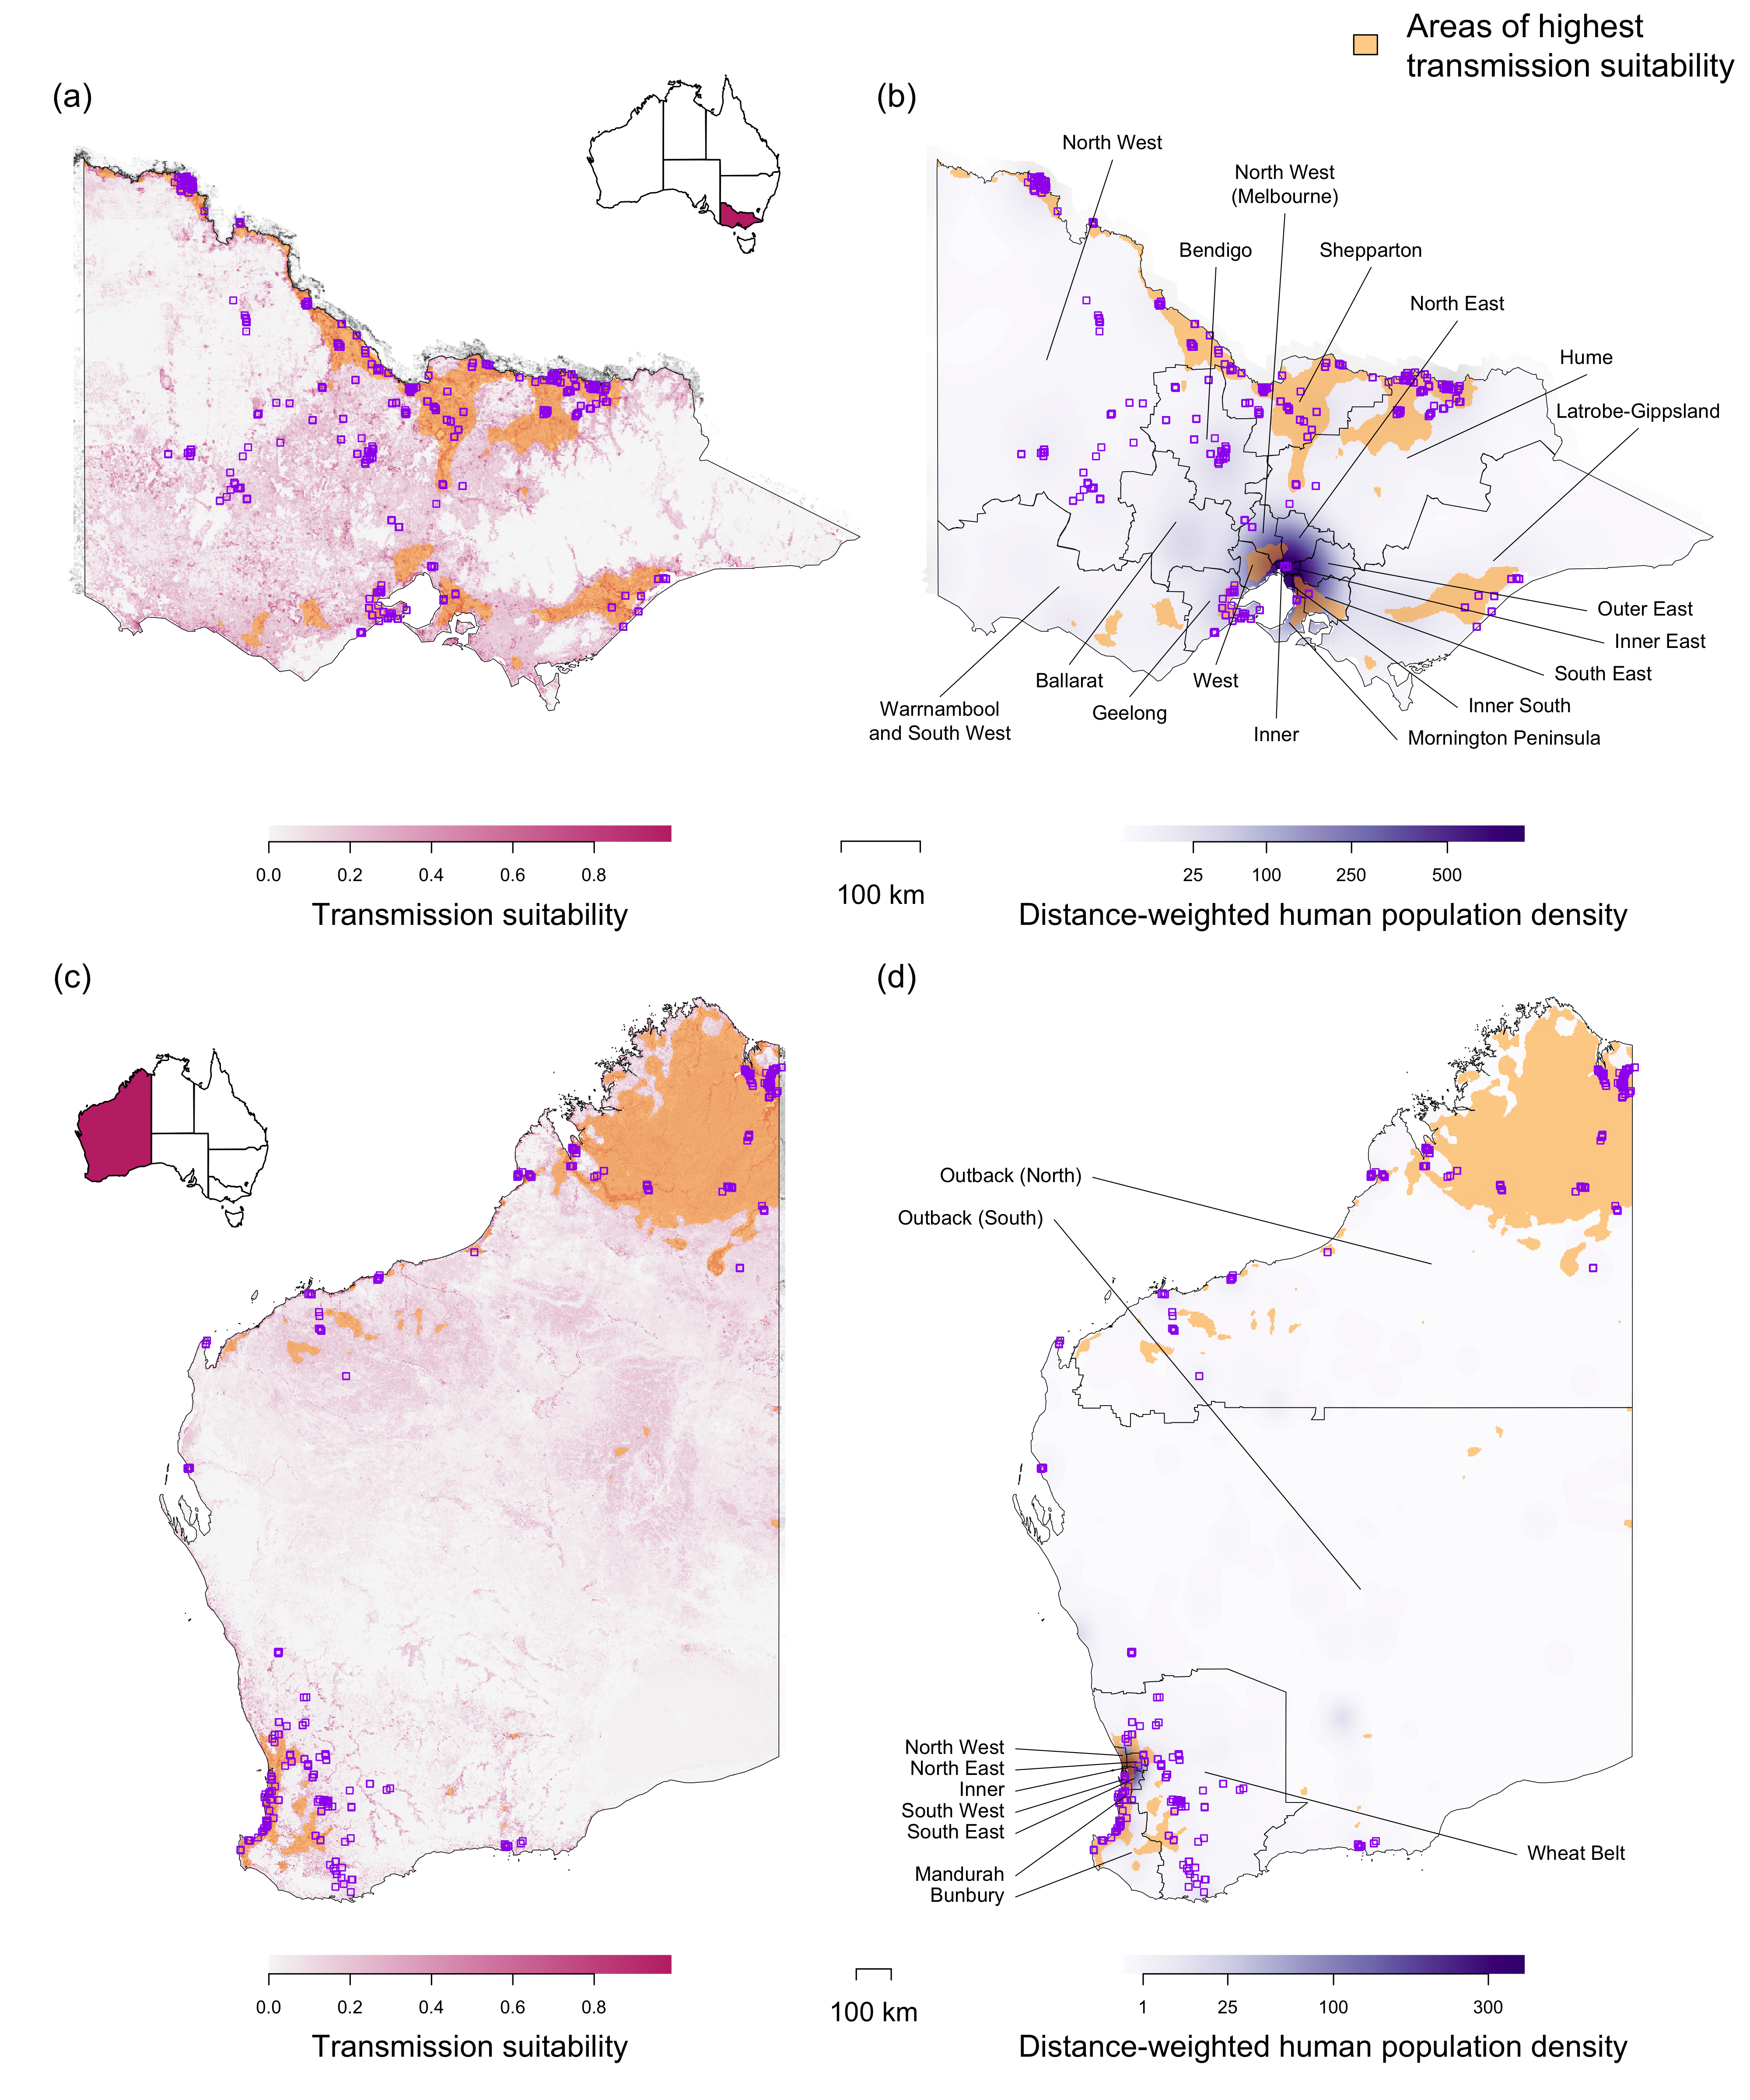 Areas of highest
transmission suitability
(a)
(b)
North West
North West
(Melbourne)
Bendigo
Shepparton
North East
Hume
Latrobe-Gippsland
Outer East
Inner East
South East
Ballarat
West
Inner South
Warrnambool
and South West
Geelong
Inner
Mornington Peninsula
0.0 0.2 0.4 0.6 0.8
Transmission suitability
100 km
25 100 250 500
Distance-weighted human population density
(c)
(d)
Outback (North)
Outback (South)
North West
North East
Inner
South West
South East
Mandurah
Bunbury
Wheat Belt
0.0 0.2 0.4 0.6 0.8
Transmission suitability
100 km
1 25 100 300
Distance-weighted human population density